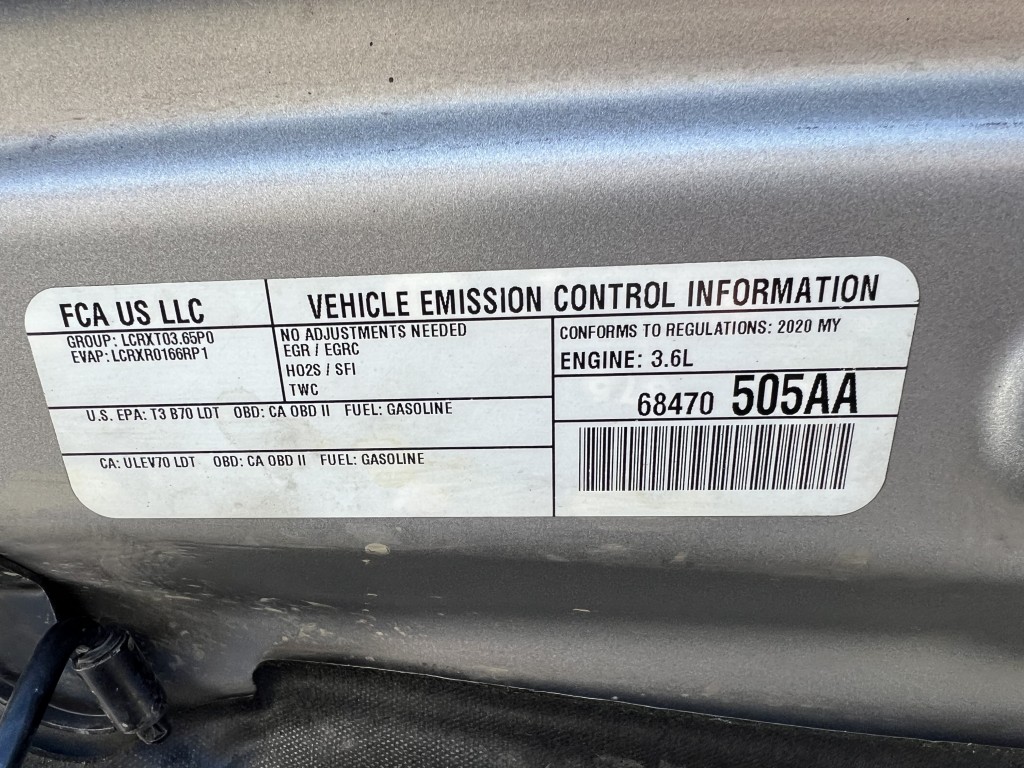 FCA US LLC
GROUP: LCRXT03.65P0
EVAP: LCRXR0166RP1
VEHICLE EMISSION CONTROL INFORMATION
NO ADJUSTMENTS NEEDED
EGR / EGRC
HO2S / SFI
TWC
CONFORMS TO REGULATIONS: 2020 MY
ENGINE: 3.6L
68470 505AA
U.S. EPA: T3 B70 LDT OBD: CA OBD II FUEL: GASOLINE
CA: ULEV70 LDT OBD: CA OBD II FUEL: GASOLINE